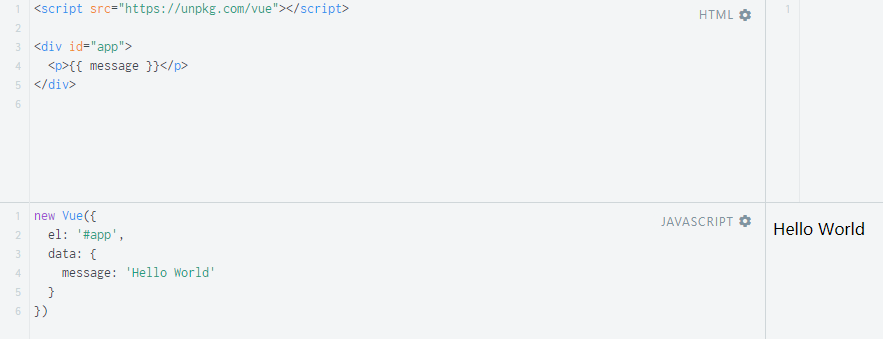 1 <script src="https://unpkg.com/vue"></script>
HTML
2
3 <div id="app">
4   <p>{{ message }}</p>
5 </div>
6
1
1 new Vue({
JAVASCRIPT
2   el: '#app',
3   data: {
4     message: 'Hello World'
5   }
6 })
Hello World